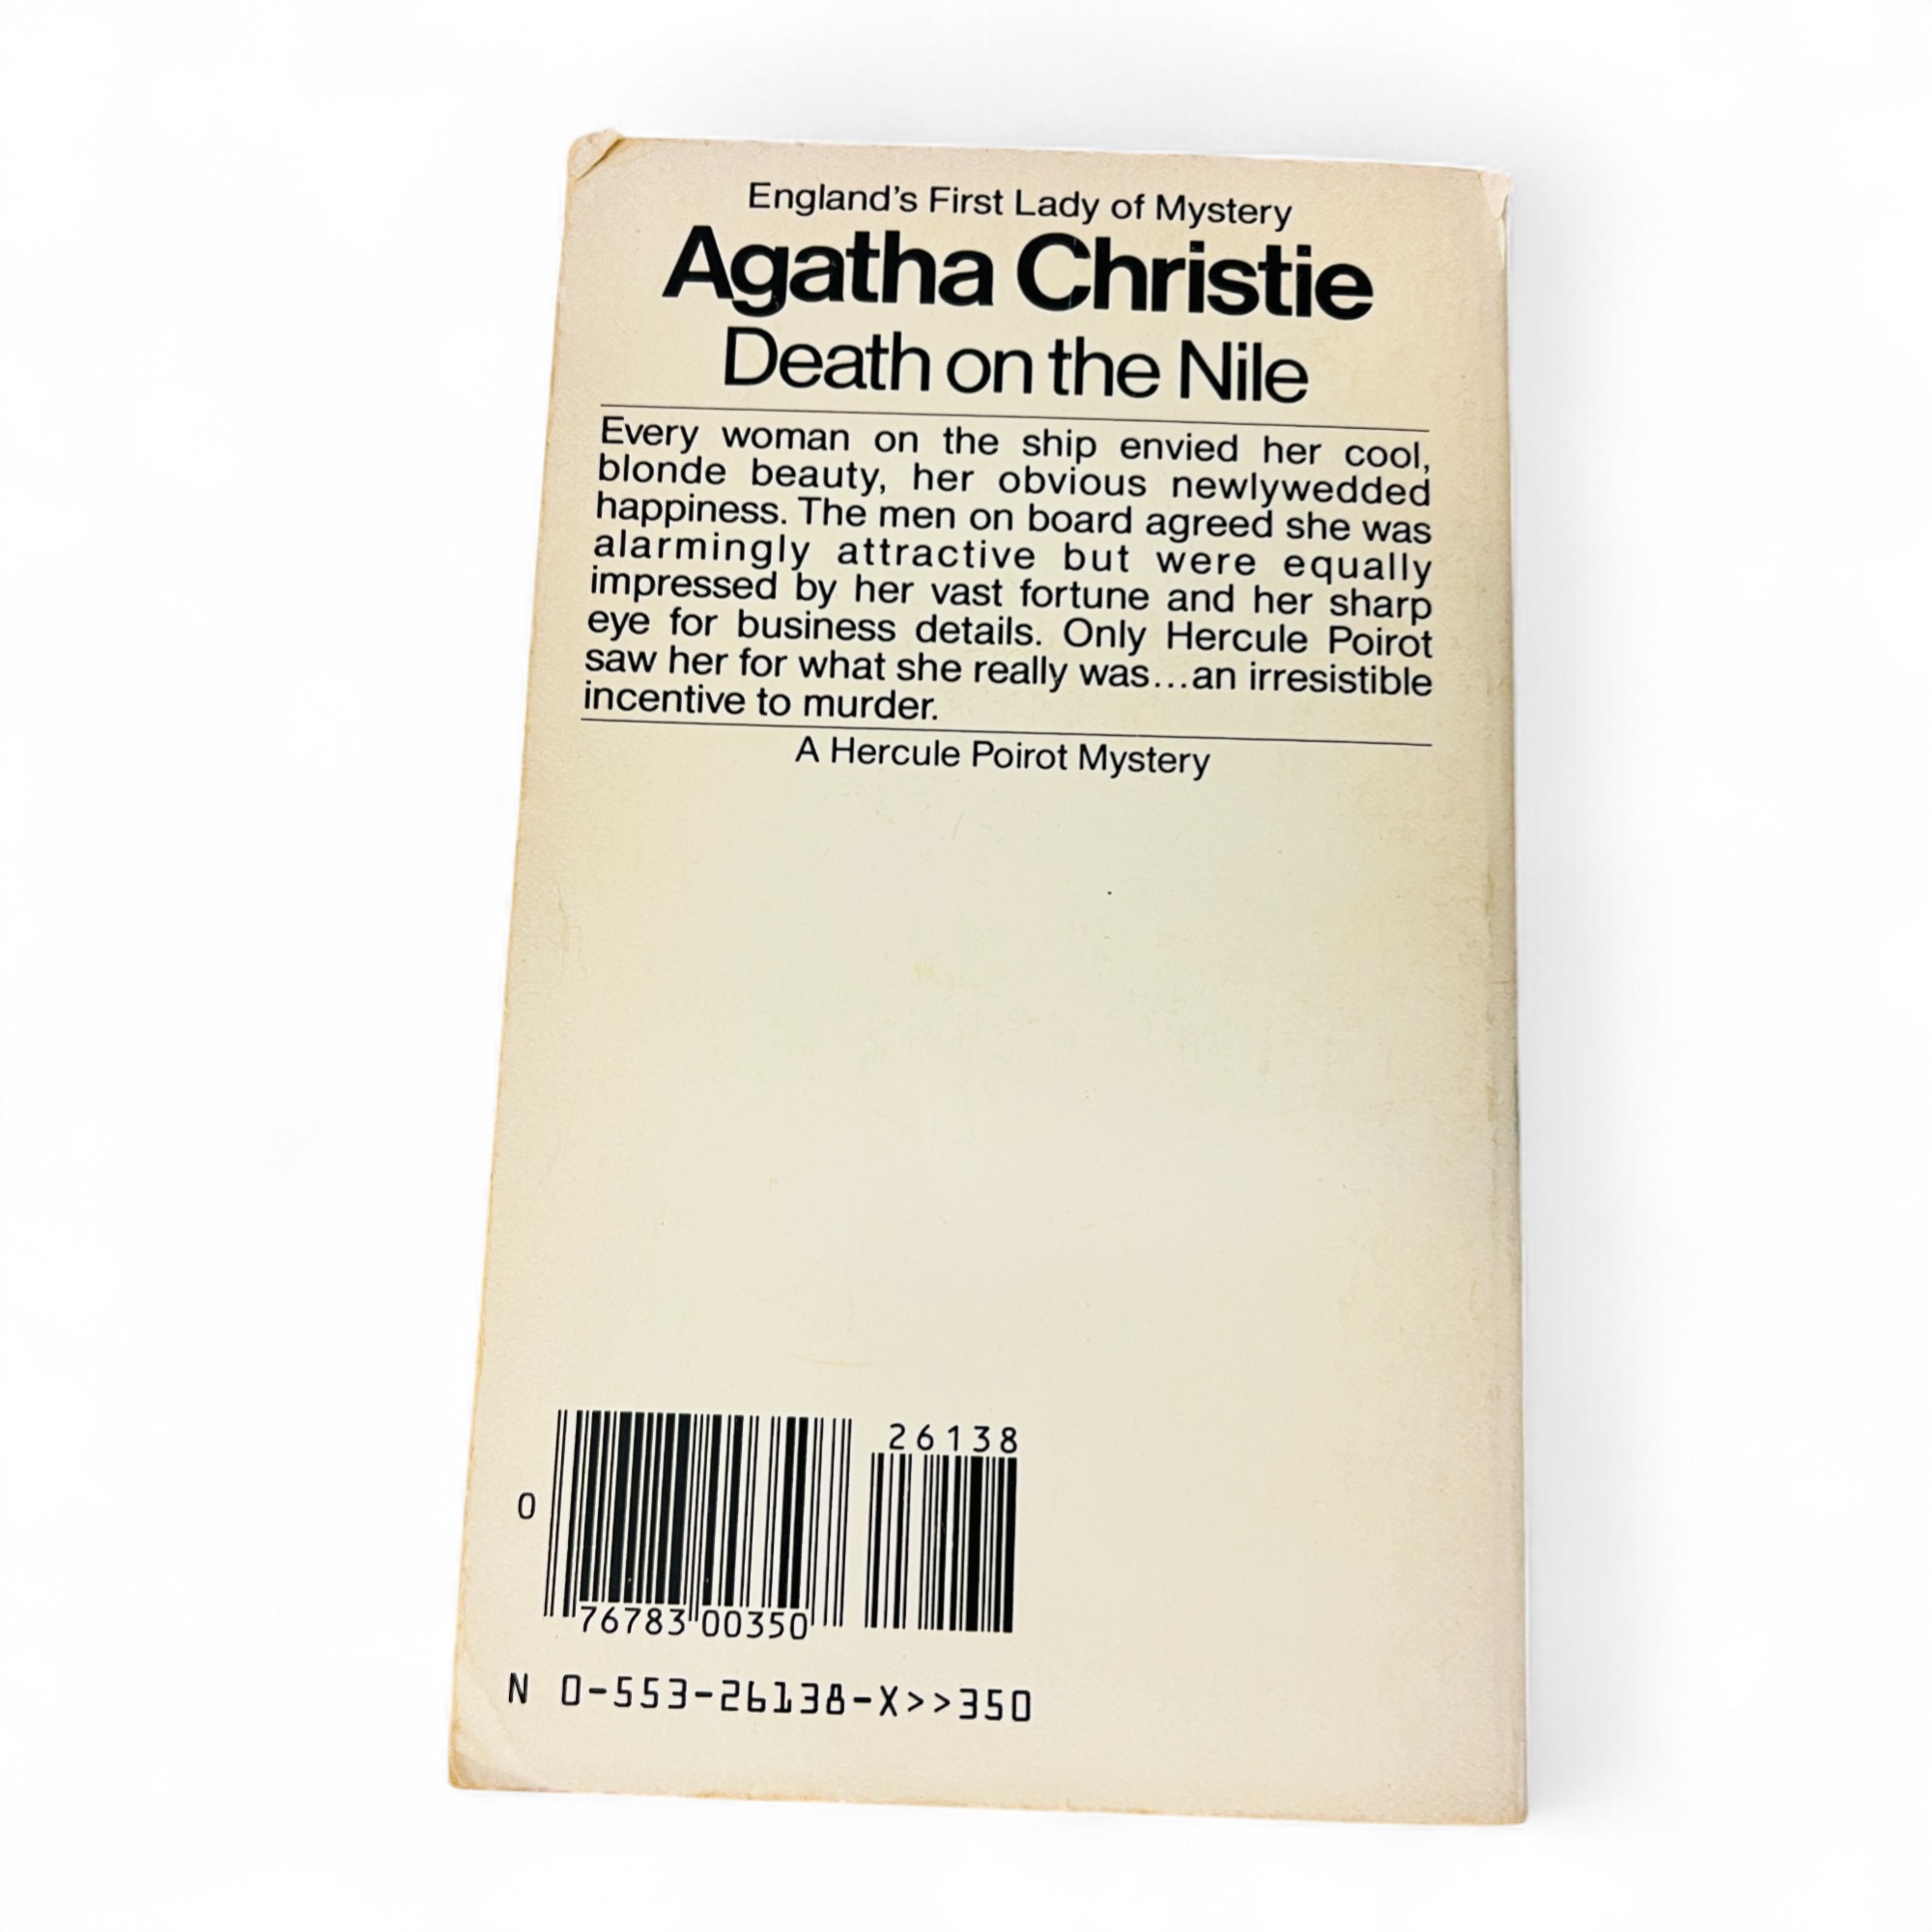 England's First Lady of Mystery
Agatha Christie
Death on the Nile
Every woman on the ship envied her cool,
blonde beauty, her obvious newlywedded
happiness. The men on board agreed she was
alarmingly attractive but were equally
impressed by her vast fortune and her sharp
eye for business details. Only Hercule Poirot
saw her for what she really was...an irresistible
incentive to murder.
A Hercule Poirot Mystery
26138
0
76783 00350
N 0-553-26138-X>>350